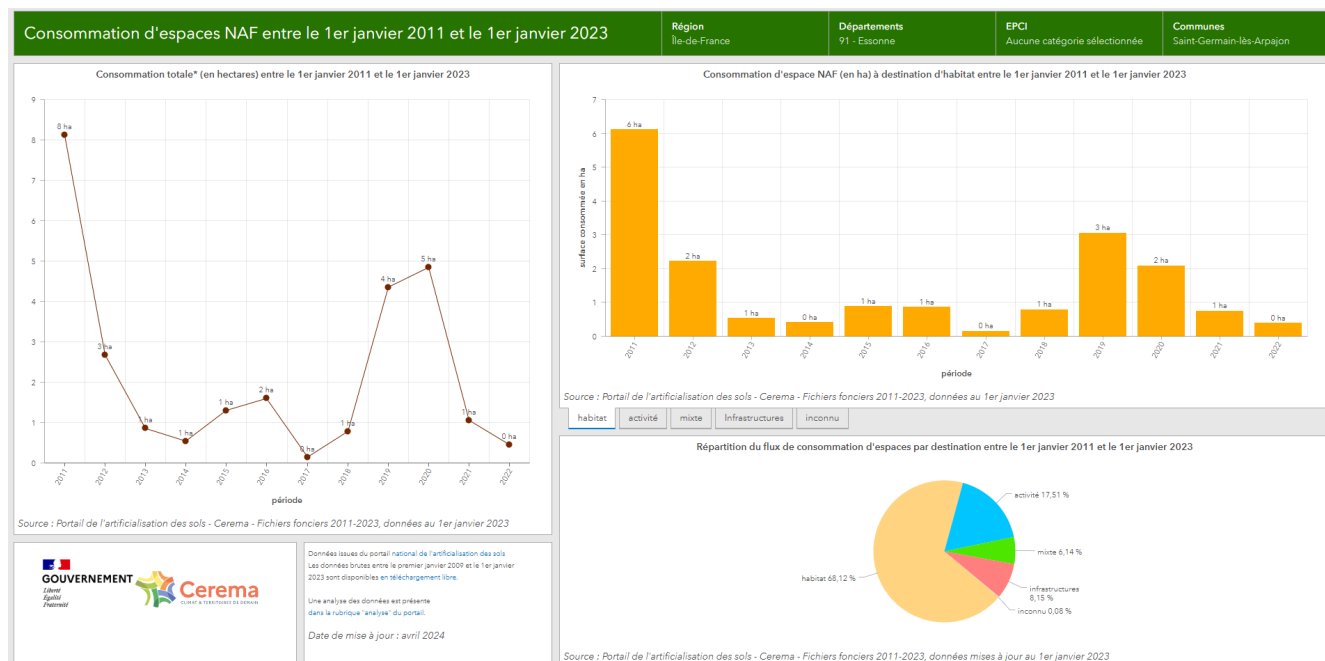 Consommation d'espaces NAF entre le 1er janvier 2011 et le 1er janvier 2023
Région
Île-de-France
Départements
91 - Essonne
EPCI
Aucune catégorie sélectionnée
Communes
Saint-Germain-lès-Arpajon
Consommation totale* (en hectares) entre le 1er janvier 2011 et le 1er janvier 2023
9
8
7
6
5
4
3
2
1
0
8 ha
3 ha
1 ha
1 ha
1 ha
2 ha
0 ha
1 ha
4 ha
5 ha
1 ha
0 ha
2011
2012
2013
2014
2015
2016
2017
2018
2019
2020
2021
2022
période
Source : Portail de l'artificialisation des sols - Cerema - Fichiers fonciers 2011-2023, données au 1er janvier 2023
Consommation d'espace NAF (en ha) à destination d'habitat entre le 1er janvier 2011 et le 1er janvier 2023
surface consommée en ha
7
6
5
4
3
2
1
0
6 ha
2 ha
1 ha
0 ha
1 ha
1 ha
0 ha
1 ha
3 ha
2 ha
1 ha
0 ha
2011
2012
2013
2014
2015
2016
2017
2018
2019
2020
2021
2022
période
Source : Portail de l'artificialisation des sols - Cerema - Fichiers fonciers 2011-2023, données au 1er janvier 2023
habitat
activité
mixte
Infrastructures
inconnu
Répartition du flux de consommation d'espaces par destination entre le 1er janvier 2011 et le 1er janvier 2023
activité 17,51 %
mixte 6,14 %
habitat 68,12 %
infrastructures
8,15 %
inconnu 0,08 %
Source : Portail de l'artificialisation des sols - Cerema - Fichiers fonciers 2011-2023, données mises à jour au 1er janvier 2023
GOUVERNEMENT
Liberté
Égalité
Fraternité
Cerema
CLIMAT & TERRITOIRES DE DEMAIN
Données issues du portail national de l'artificialisation des sols
Les données brutes entre le premier janvier 2009 et le 1er janvier
2023 sont disponibles en téléchargement libre.
Une analyse des données est présente
dans la rubrique "analyse" du portail.
Date de mise à jour : avril 2024